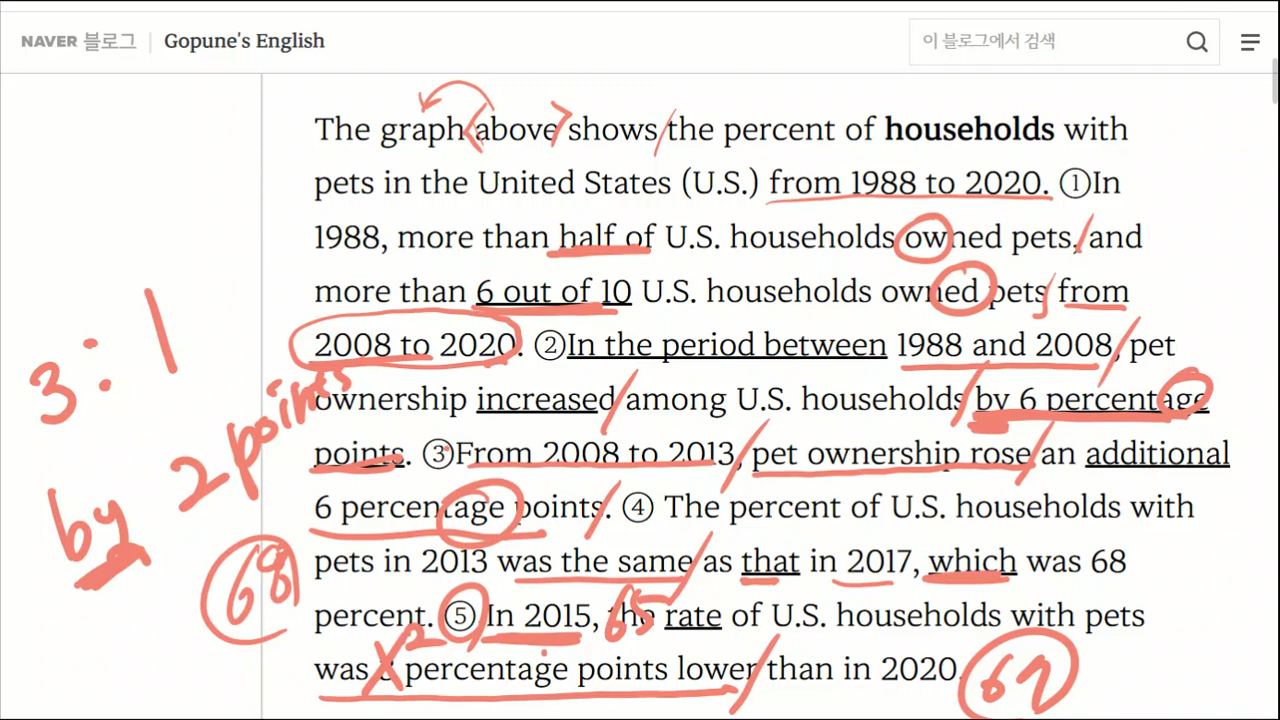 NAVER 블로그 | Gopune's English
이 블로그에서 검색
The graph above shows the percent of households with
pets in the United States (U.S.) from 1988 to 2020. ①In
1988, more than half of U.S. households owned pets, and
more than 6 out of 10 U.S. households owned pets from
2008 to 2020. ②In the period between 1988 and 2008, pet
ownership increased among U.S. households by 6 percentage
points. ③From 2008 to 2013, pet ownership rose an additional
6 percentage points. ④ The percent of U.S. households with
pets in 2013 was the same as that in 2017, which was 68
percent. ⑤ In 2015, the rate of U.S. households with pets
was 3 percentage points lower than in 2020.
3 : 1
by 2 points
68
65
2